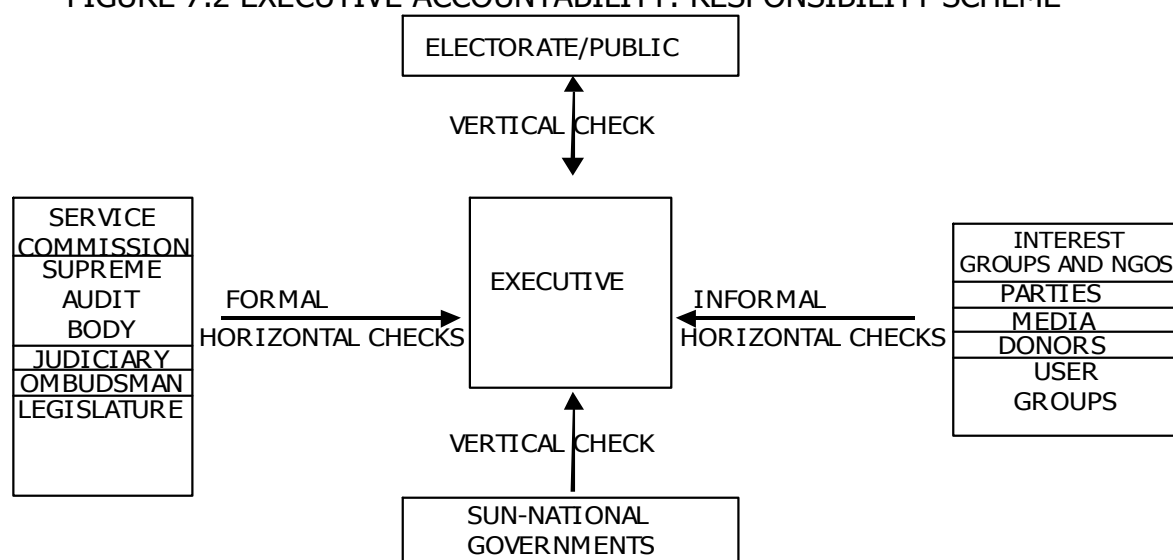 FIGURE 7.2 EXECUTIVE ACCOUNTABILITY: RESPONSIBILITY SCHEME
ELECTORATE/PUBLIC
VERTICAL CHECK
SERVICE
COMMISSION
SUPREME
AUDIT
BODY
JUDICIARY
OMBUDSMAN
LEGISLATURE
FORMAL
HORIZONTAL CHECKS
EXECUTIVE
INFORMAL
HORIZONTAL CHECKS
INTEREST
GROUPS AND NGOS
PARTIES
MEDIA
DONORS
USER
GROUPS
VERTICAL CHECK
SUN-NATIONAL
GOVERNMENTS